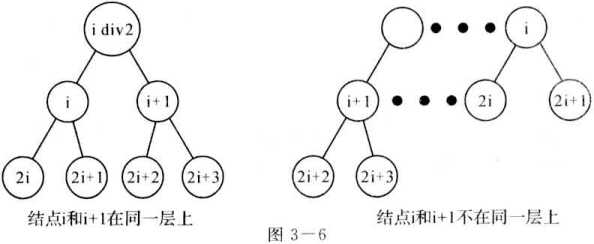 i div2
i
i
i+1
i+1
2i
2i+1
2i
2i+1
2i+2
2i+3
2i+2
2i+3
结点i和i+1在同一层上
结点i和i+1不在同一层上
图 3-6